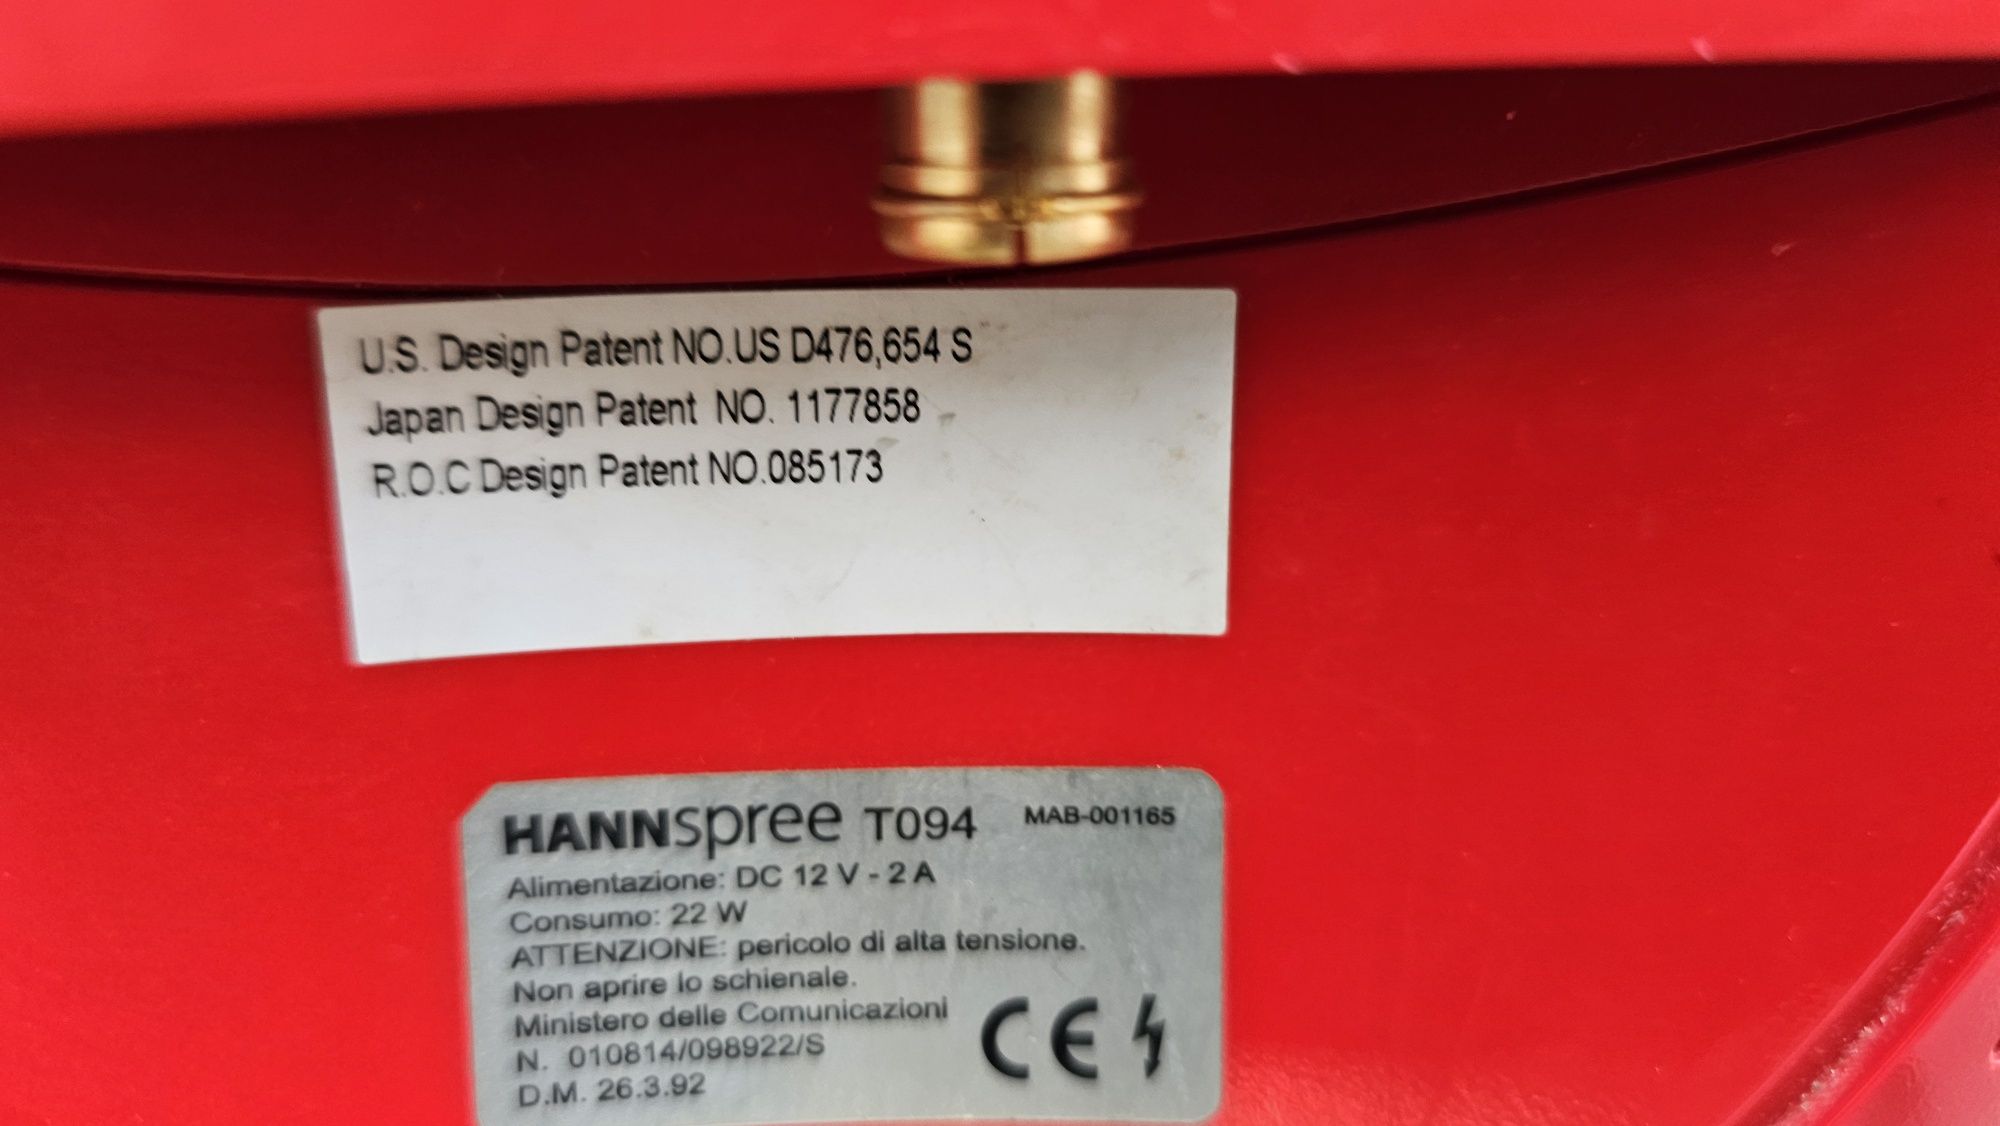 U.S. Design Patent NO.US D476,654 S
Japan Design Patent NO. 1177858
R.O.C Design Patent NO.085173
HANNspree T094 MAB-001165
Alimentazione: DC 12 V - 2 A
Consumo: 22 W
ATTENZIONE: pericolo di alta tensione.
Non aprire lo schienale.
Ministero delle Comunicazioni
N. 010814/098922/S
D.M. 26.3.92
CE